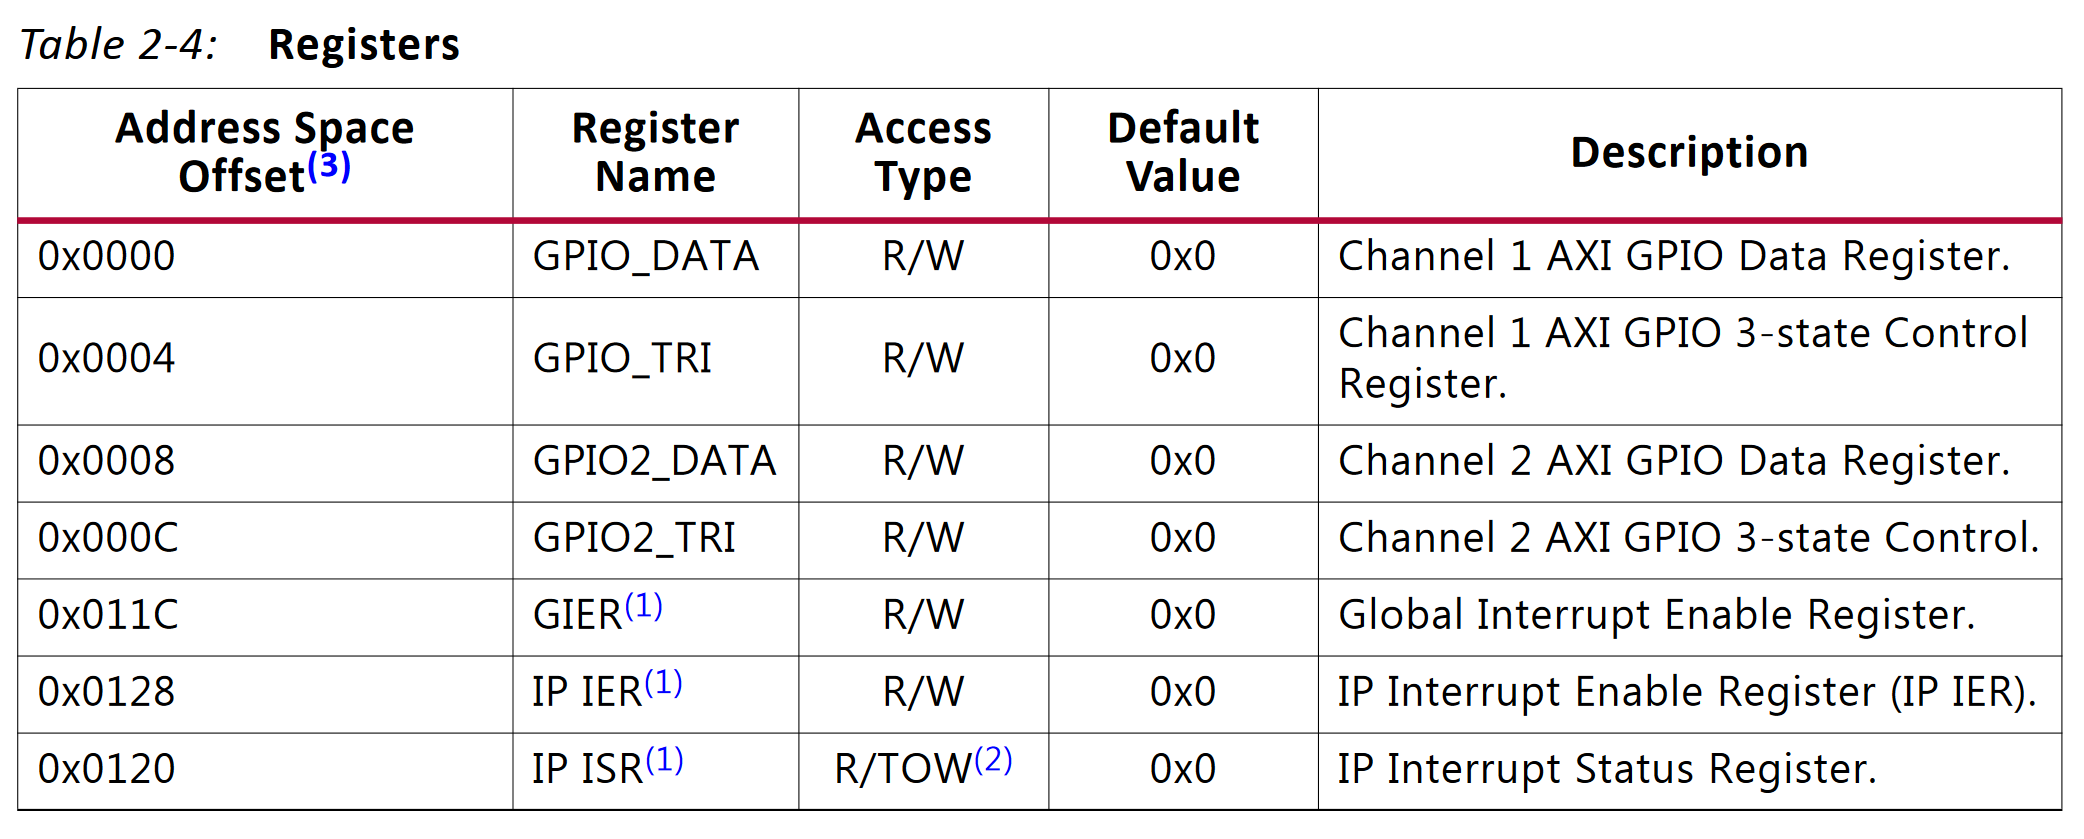 Table 2-4: Registers
Address Space Offset(3) Register Name Access Type Default Value Description
0x0000 GPIO_DATA R/W 0x0 Channel 1 AXI GPIO Data Register.
0x0004 GPIO_TRI R/W 0x0 Channel 1 AXI GPIO 3-state Control Register.
0x0008 GPIO2_DATA R/W 0x0 Channel 2 AXI GPIO Data Register.
0x000C GPIO2_TRI R/W 0x0 Channel 2 AXI GPIO 3-state Control.
0x011C GIER(1) R/W 0x0 Global Interrupt Enable Register.
0x0128 IP IER(1) R/W 0x0 IP Interrupt Enable Register (IP IER).
0x0120 IP ISR(1) R/TOW(2) 0x0 IP Interrupt Status Register.